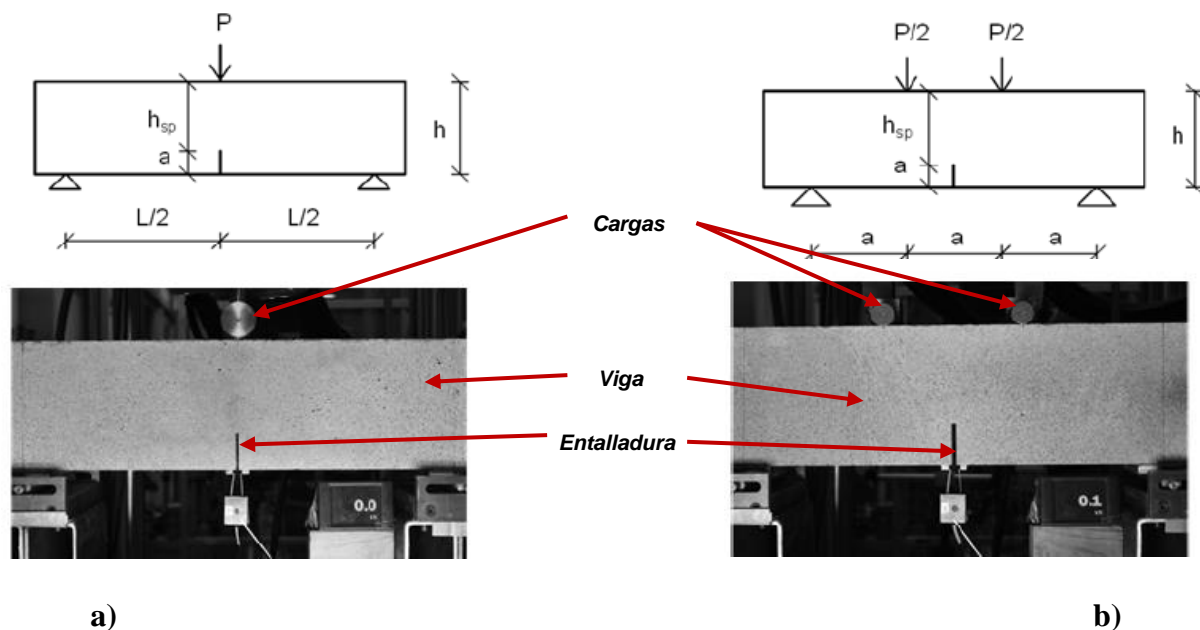 P
h_sp
h
a
L/2 L/2
P/2 P/2
h_sp
h
a
a a a
Cargas
Viga
Entalladura
0.0
0.1
a) b)